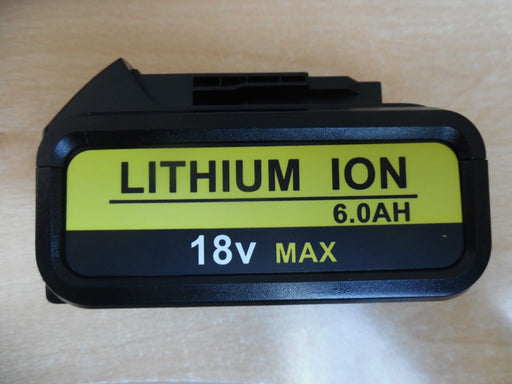 LITHIUM ION
6.0AH
18v MAX